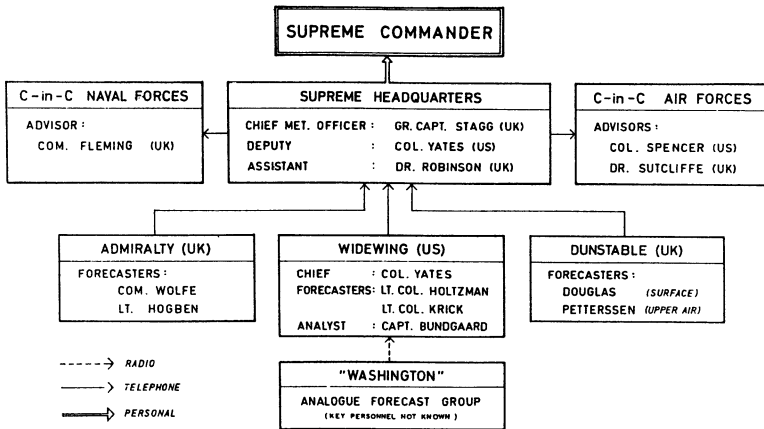 SUPREME COMMANDER
C-in-C NAVAL FORCES
ADVISOR:
COM. FLEMING (UK)
SUPREME HEADQUARTERS
CHIEF MET. OFFICER : GR. CAPT. STAGG (UK)
DEPUTY : COL. YATES (US)
ASSISTANT : DR. ROBINSON (UK)
C-in-C AIR FORCES
ADVISORS:
COL. SPENCER (US)
DR. SUTCLIFFE (UK)
ADMIRALTY (UK)
FORECASTERS:
COM. WOLFE
LT. HOGBEN
WIDEWING (US)
CHIEF : COL. YATES
FORECASTERS: LT. COL. HOLTZMAN
LT. COL. KRICK
ANALYST : CAPT. BUNDGAARD
DUNSTABLE (UK)
FORECASTERS:
DOUGLAS (SURFACE)
PETTERSSEN (UPPER AIR)
"WASHINGTON"
ANALOGUE FORECAST GROUP
(KEY PERSONNEL NOT KNOWN)
RADIO
TELEPHONE
PERSONAL